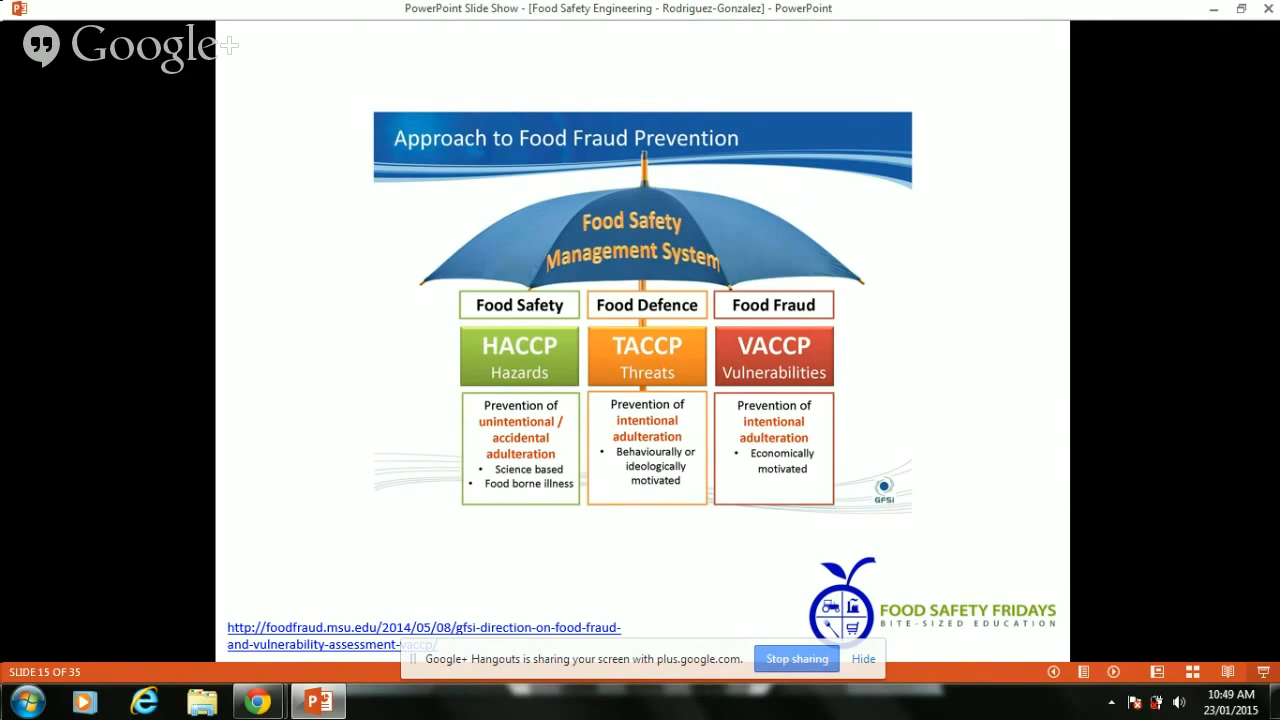 PowerPoint Slide Show - [Food Safety Engineering - Rodriguez-Gonzalez] - PowerPoint
Google+
Approach to Food Fraud Prevention
Food Safety
Management System
Food Safety
Food Defence
Food Fraud
HACCP
Hazards
TACCP
Threats
VACCP
Vulnerabilities
Prevention of
unintentional /
accidental
adulteration
• Science based
• Food borne illness
Prevention of
intentional
adulteration
• Behaviourally or
ideologically
motivated
Prevention of
intentional
adulteration
• Economically
motivated
GFSI
FOOD SAFETY FRIDAYS
BITE-SIZED EDUCATION
http://foodfraud.msu.edu/2014/05/08/gfsi-direction-on-food-fraud-
and-vulnerability-assessment-vaccp/
Google+ Hangouts is sharing your screen with plus.google.com.
Stop sharing
Hide
SLIDE 15 OF 35
10:49 AM
23/01/2015